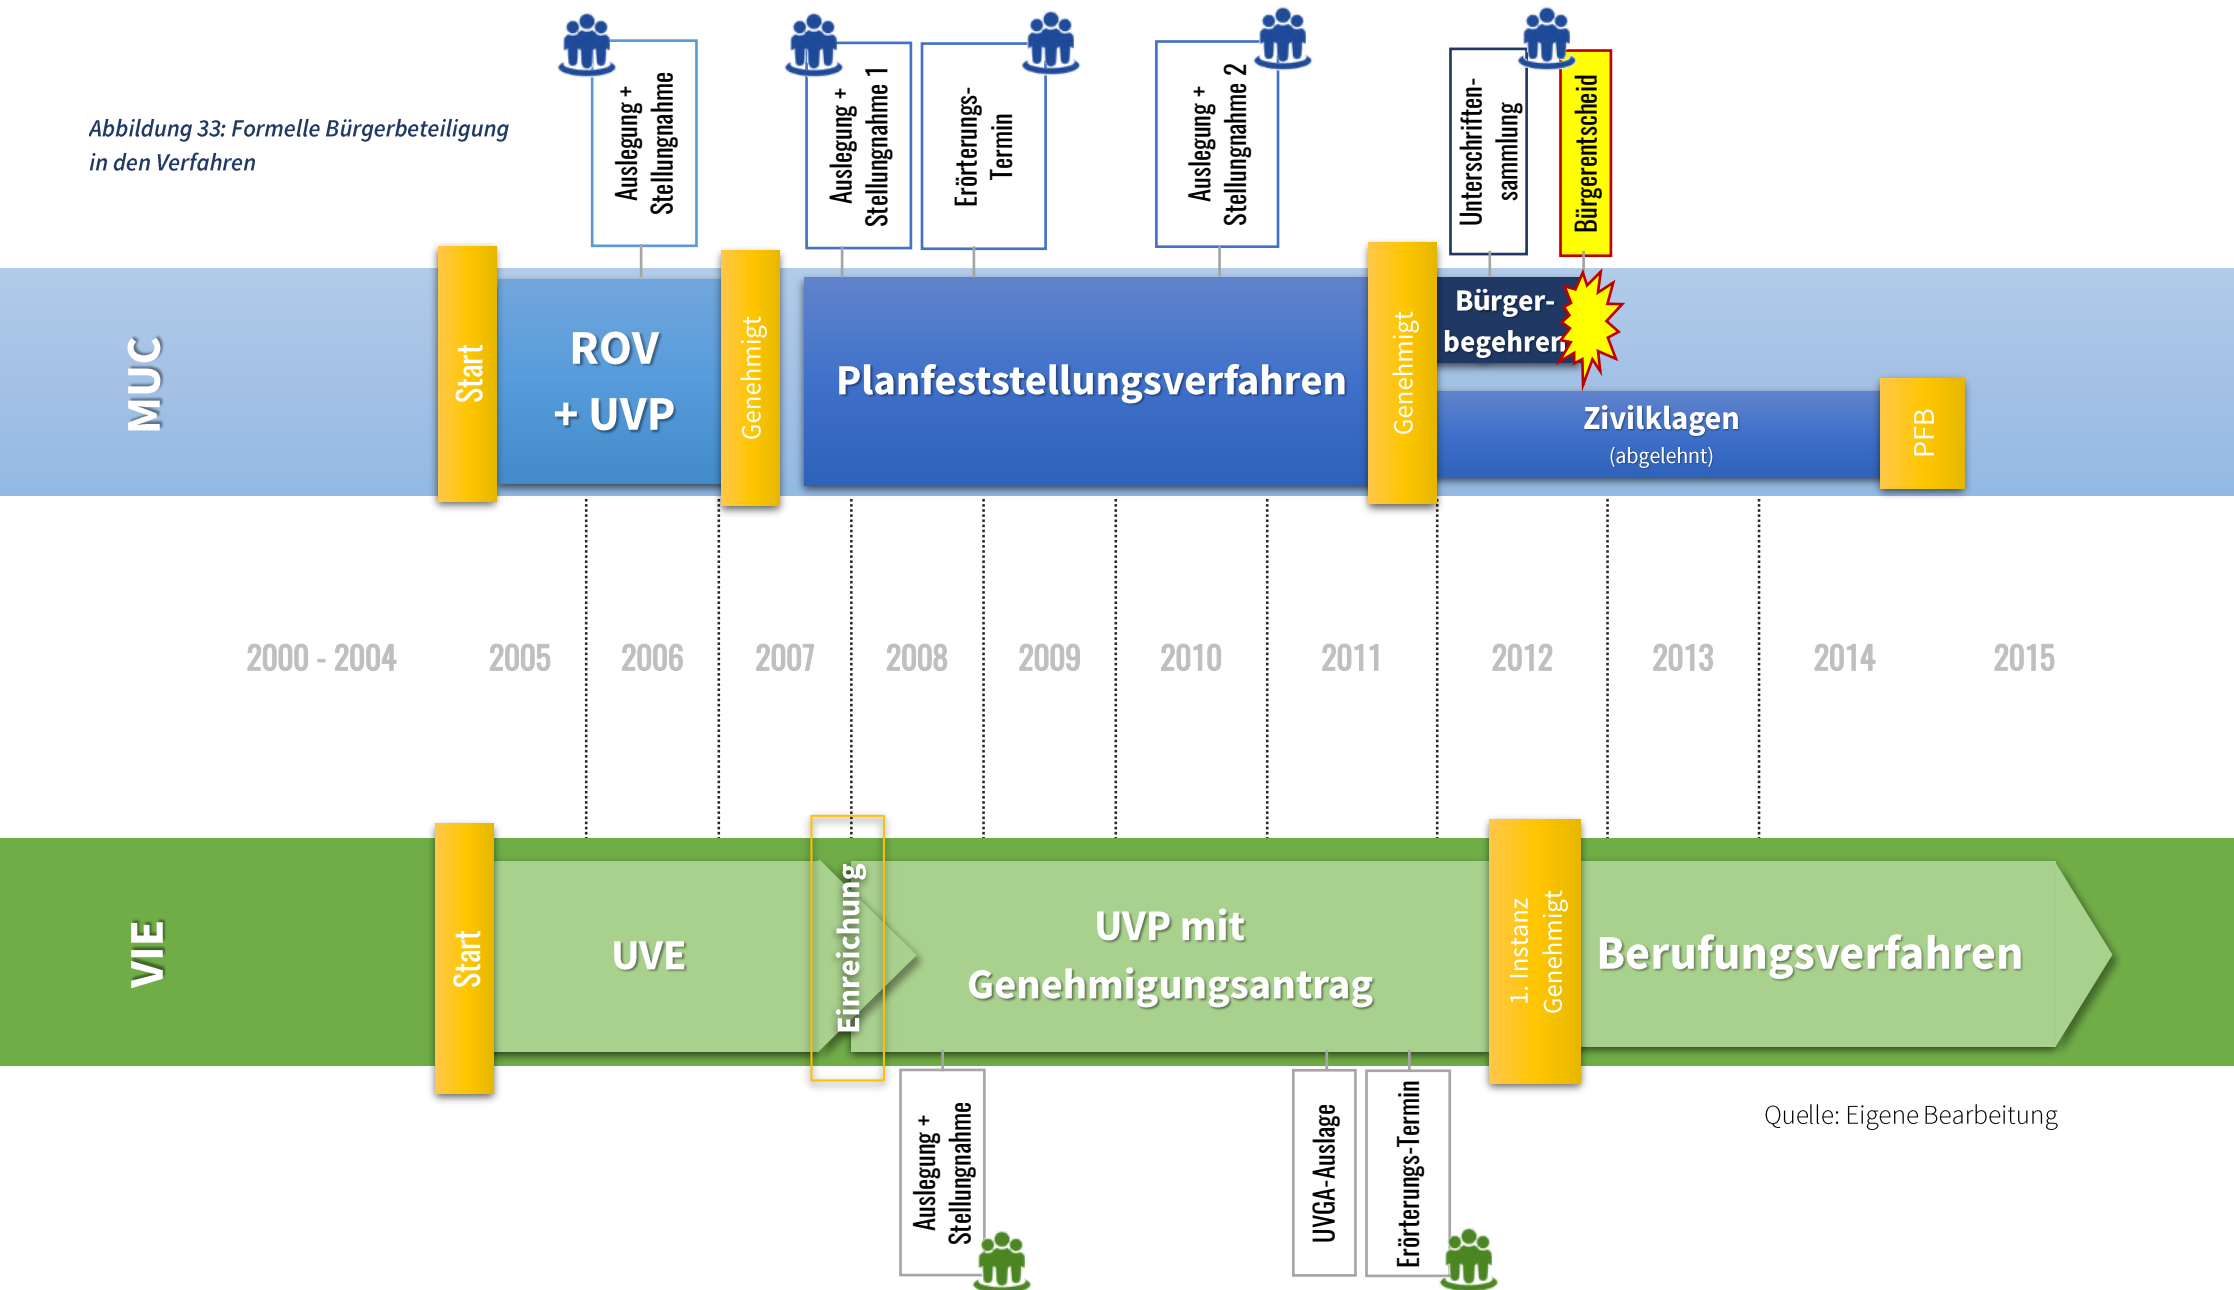 Abbildung 33: Formelle Bürgerbeteiligung
in den Verfahren
Auslegung +
Stellungnahme
Auslegung +
Stellungnahme 1
Erörterungs-
Termin
Auslegung +
Stellungnahme 2
Unterschriften-
sammlung
Bürgerentscheid
MUC
Start
ROV
+ UVP
Genehmigt
Planfeststellungsverfahren
Genehmigt
Bürger-
begehren
Zivilklagen
(abgelehnt)
PFB
2000 - 2004
2005
2006
2007
2008
2009
2010
2011
2012
2013
2014
2015
VIE
Start
UVE
Einreichung
UVP mit
Genehmigungsantrag
1. Instanz
Genehmigt
Berufungsverfahren
Auslegung +
Stellungnahme
UVGA-Auslage
Erörterungs-Termin
Quelle: Eigene Bearbeitung